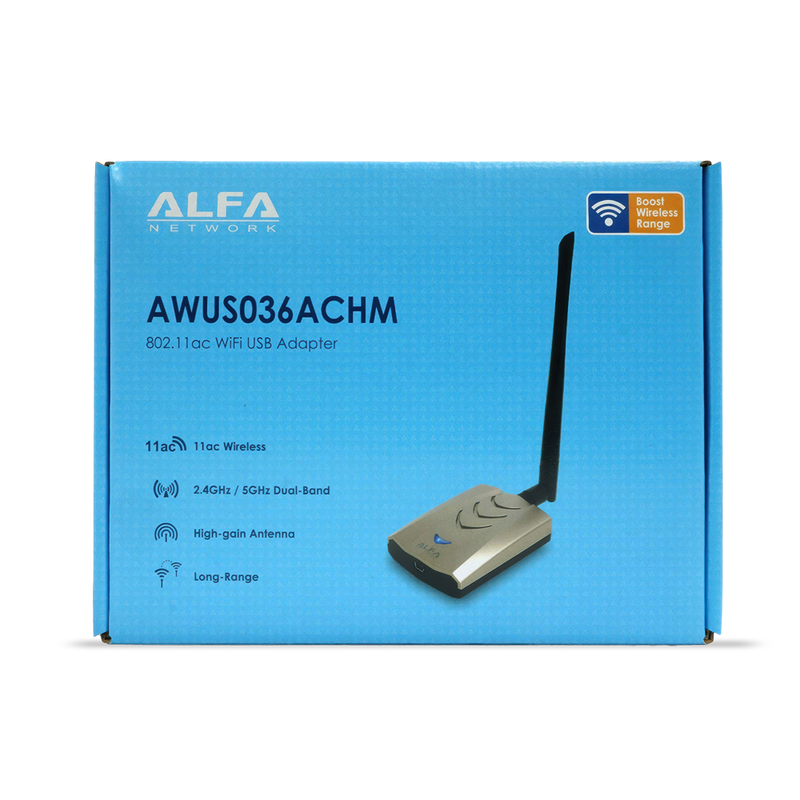 ALFA
NETWORK
Boost
Wireless
Range
AWUS036ACHM
802.11ac WiFi USB Adapter
11ac 11ac Wireless
2.4GHz / 5GHz Dual-Band
High-gain Antenna
Long-Range
ALFA